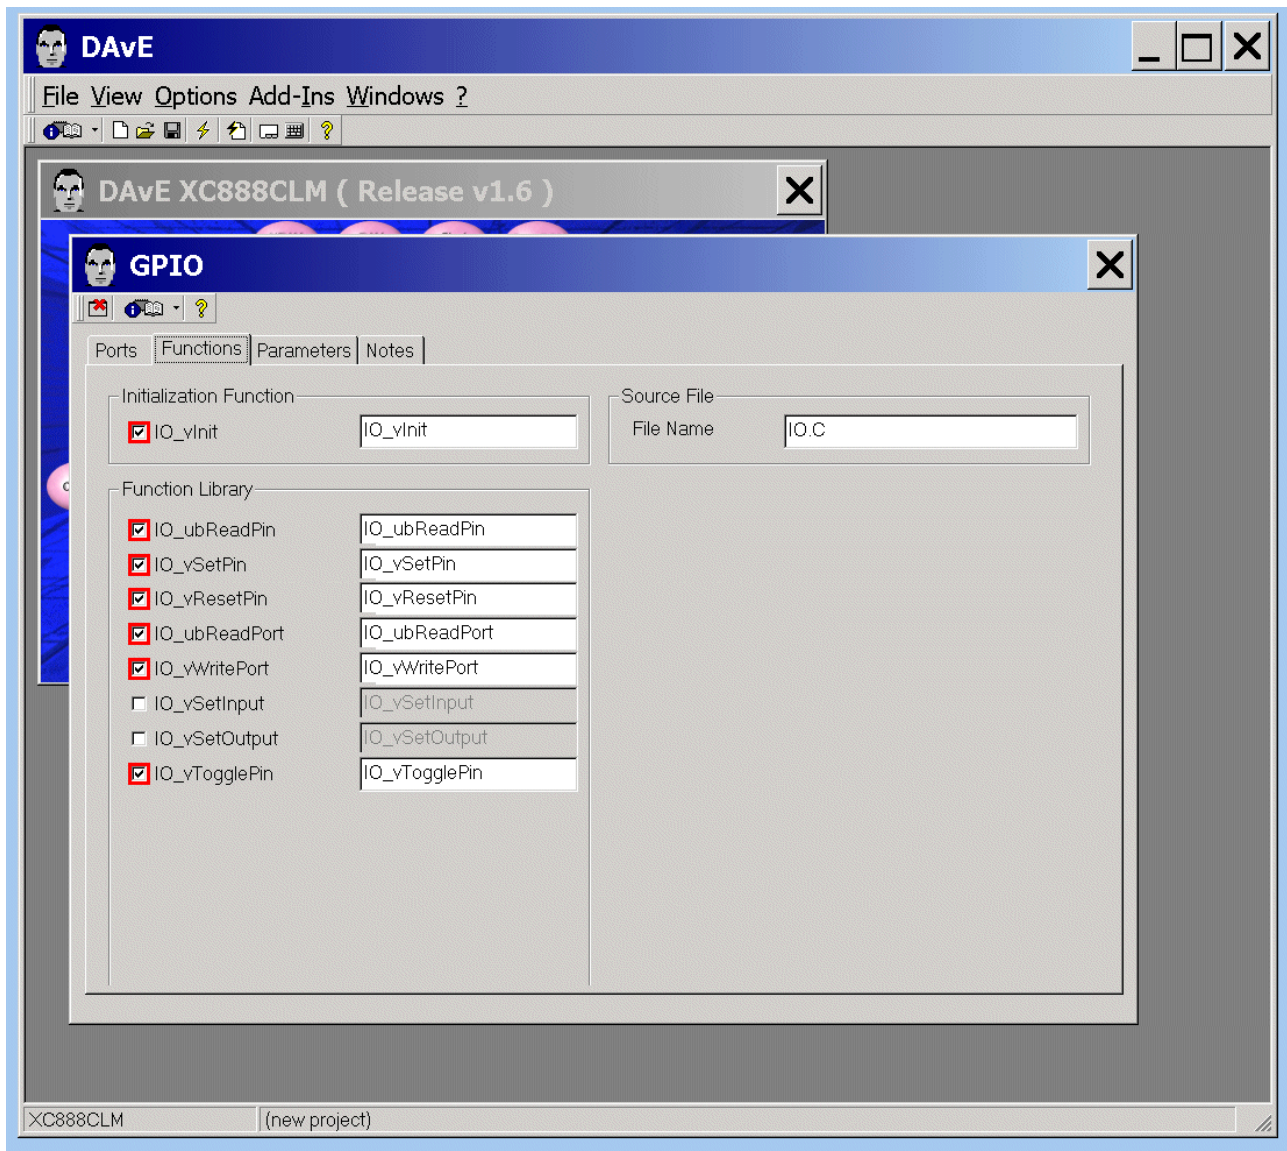 DAvE
File View Options Add-Ins Windows ?
DAvE XC888CLM ( Release v1.6 )
GPIO
Ports Functions Parameters Notes
Initialization Function
IO_vInit IO_vInit
Source File
File Name IO.C
Function Library
IO_ubReadPin IO_ubReadPin
IO_vSetPin IO_vSetPin
IO_vResetPin IO_vResetPin
IO_ubReadPort IO_ubReadPort
IO_vWritePort IO_vWritePort
IO_vSetInput IO_vSetInput
IO_vSetOutput IO_vSetOutput
IO_vTogglePin IO_vTogglePin
XC888CLM (new project)